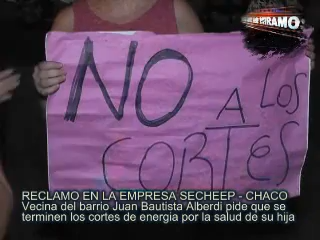 NO A LOS
CORTES
RECLAMO EN LA EMPRESA SECHEEP - CHACO
Vecina del barrio Juan Bautista Alberdi pide que se
terminen los cortes de energia por la salud de su hija